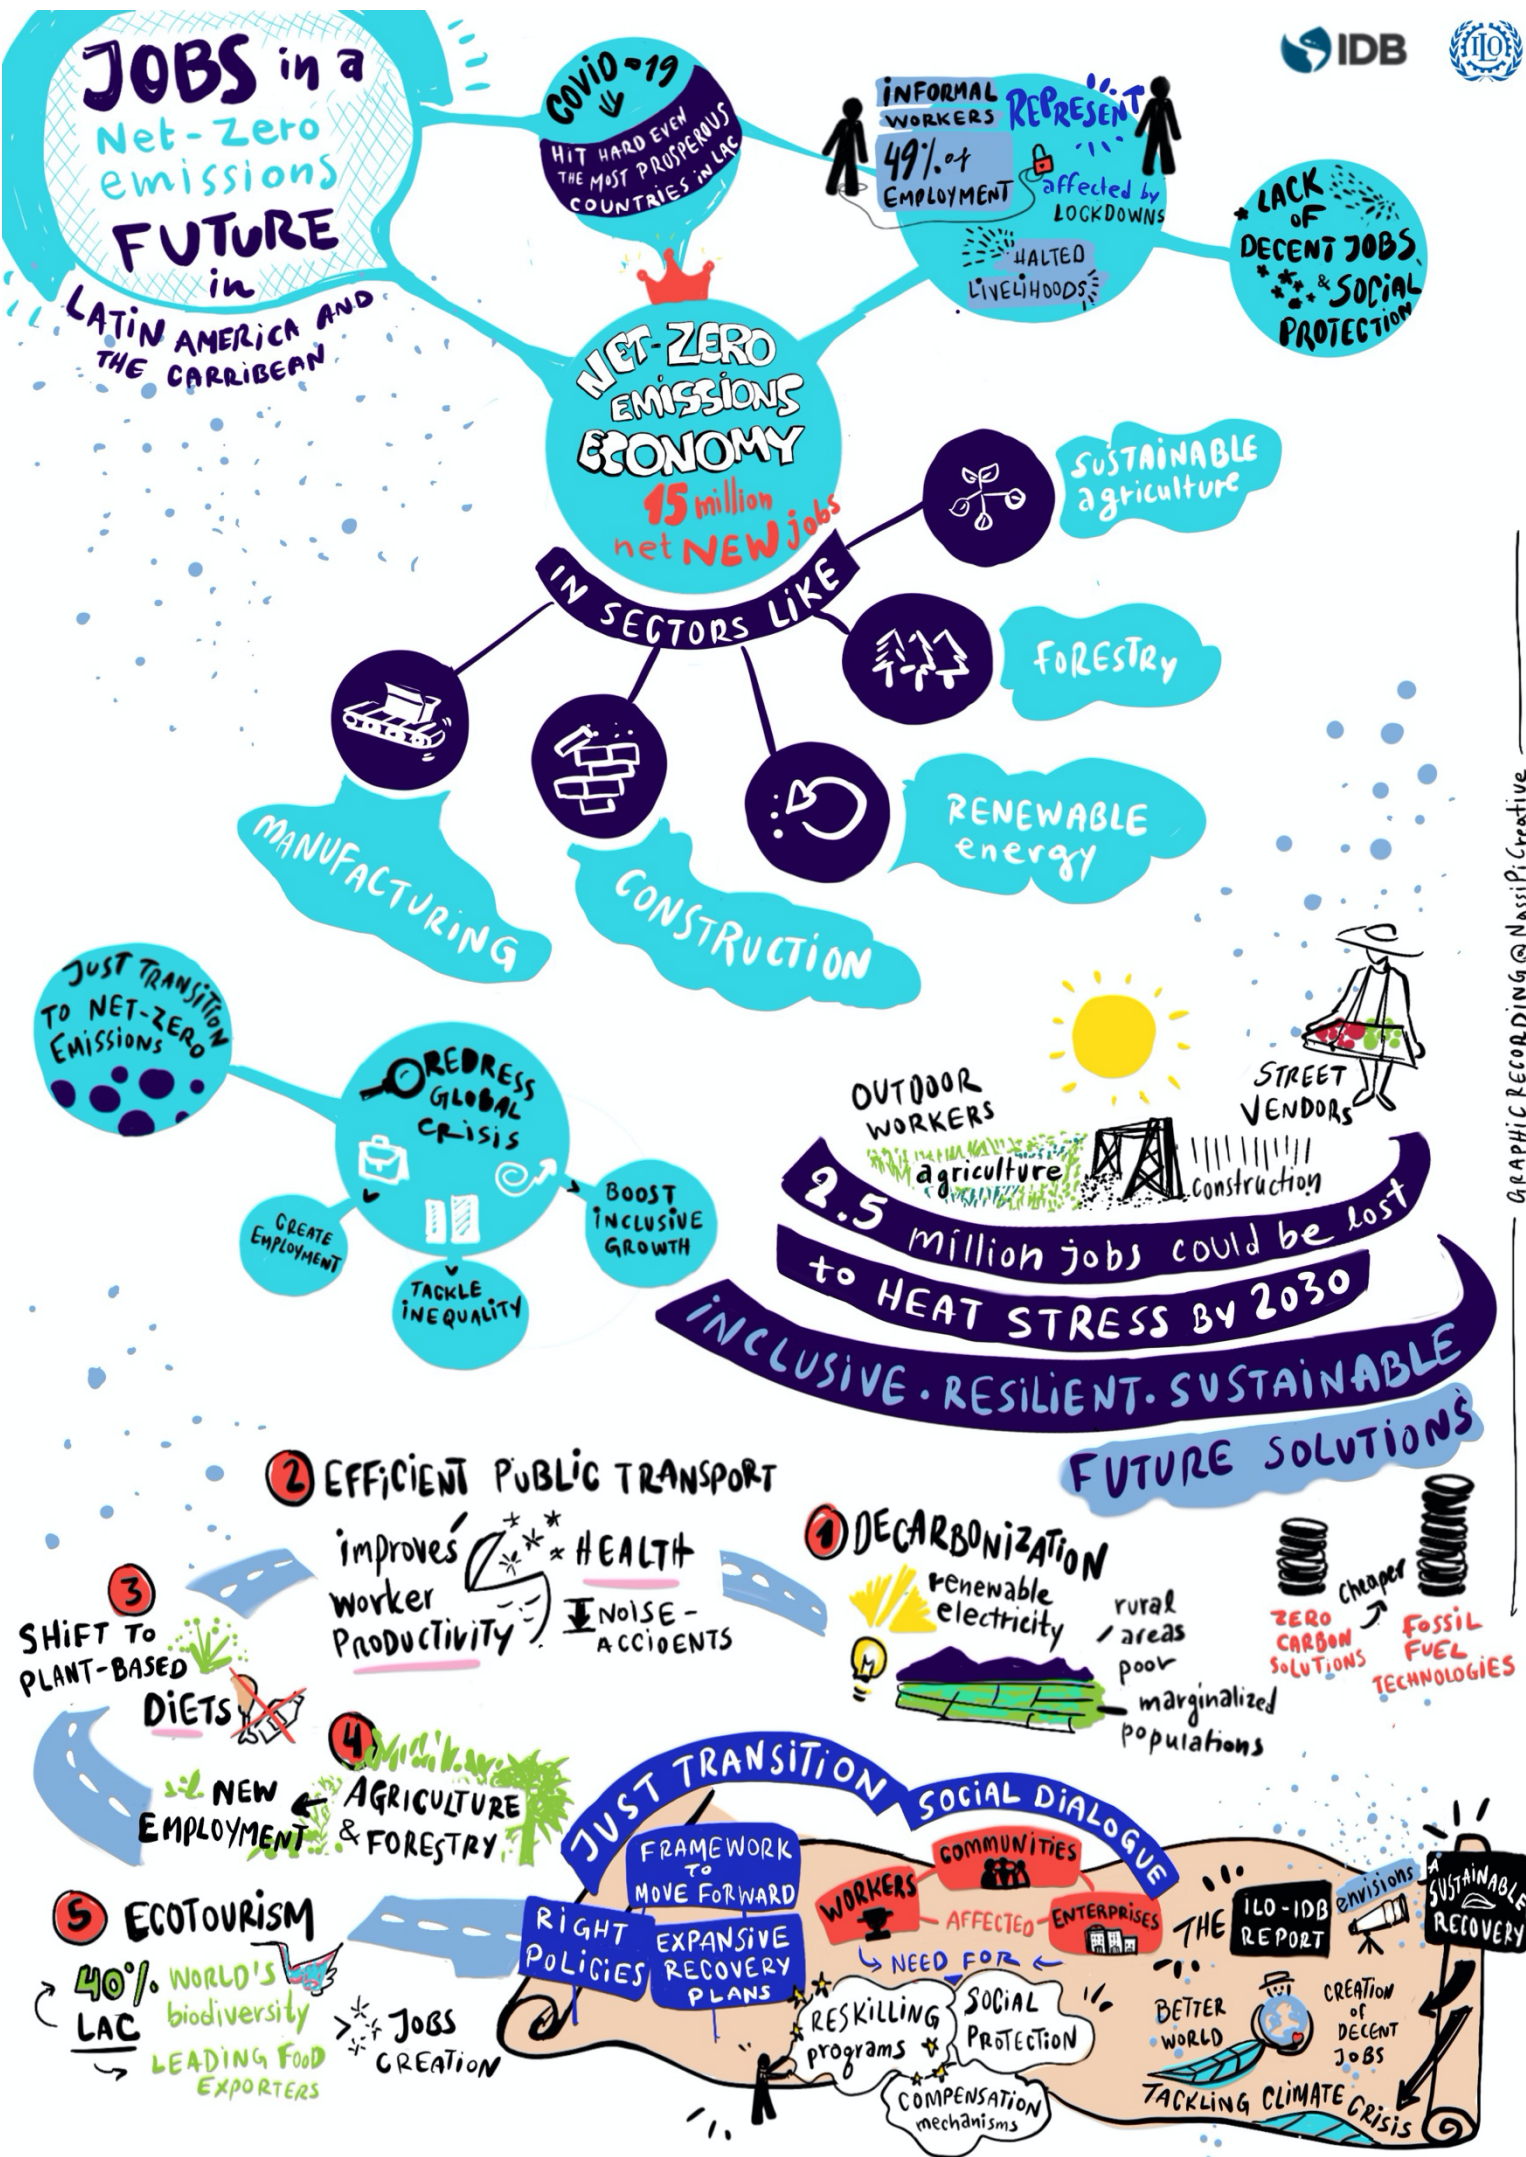 JOBS in a
Net-Zero
emissions
FUTURE
in
LATIN AMERICA AND
THE CARRIBEAN
COVID-19
HIT HARD EVEN
THE MOST PROSPEROUS
COUNTRIES IN LAC
INFORMAL
WORKERS
REPRESENT
49% of
EMPLOYMENT
affected by
LOCKDOWNS
HALTED
LIVELIHOODS
IDB
ILO
LACK
OF
DECENT JOBS
& SOCIAL
PROTECTION
NET-ZERO
EMISSIONS
ECONOMY
15 million
net NEW jobs
IN SECTORS LIKE
SUSTAINABLE
agriculture
FORESTRY
RENEWABLE
energy
CONSTRUCTION
MANUFACTURING
JUST TRANSITION
TO NET-ZERO
EMISSIONS
REDRESS
GLOBAL
CRISIS
CREATE
EMPLOYMENT
TACKLE
INEQUALITY
BOOST
INCLUSIVE
GROWTH
OUTDOOR
WORKERS
agriculture
STREET
VENDORS
construction
2.5 million jobs could be lost
to HEAT STRESS BY 2030
INCLUSIVE. RESILIENT. SUSTAINABLE
FUTURE SOLUTIONS
GRAPHIC RECORDING @NossiPiCreative
1 DECARBONIZATION
renewable
electricity
rural
areas
poor
marginalized
populations
ZERO
CARBON
SOLUTIONS
cheaper
FOSSIL
FUEL
TECHNOLOGIES
2 EFFICIENT PUBLIC TRANSPORT
improves
worker
PRODUCTIVITY
HEALTH
NOISE -
ACCIDENTS
3
SHIFT TO
PLANT-BASED
DIETS
4
AGRICULTURE
& FORESTRY
NEW
EMPLOYMENT
5 ECOTOURISM
40% WORLD'S
LAC biodiversity
LEADING FOOD
EXPORTERS
JOBS
CREATION
JUST TRANSITION
FRAMEWORK
TO
MOVE FORWARD
RIGHT
POLICIES
EXPANSIVE
RECOVERY
PLANS
SOCIAL DIALOGUE
COMMUNITIES
WORKERS
AFFECTED
ENTERPRISES
NEED FOR
RESKILLING
programs
SOCIAL
PROTECTION
COMPENSATION
mechanisms
THE
ILO-IDB
REPORT
envisions
A
SUSTAINABLE
RECOVERY
BETTER
WORLD
CREATION
OF
DECENT
JOBS
TACKLING CLIMATE CRISIS